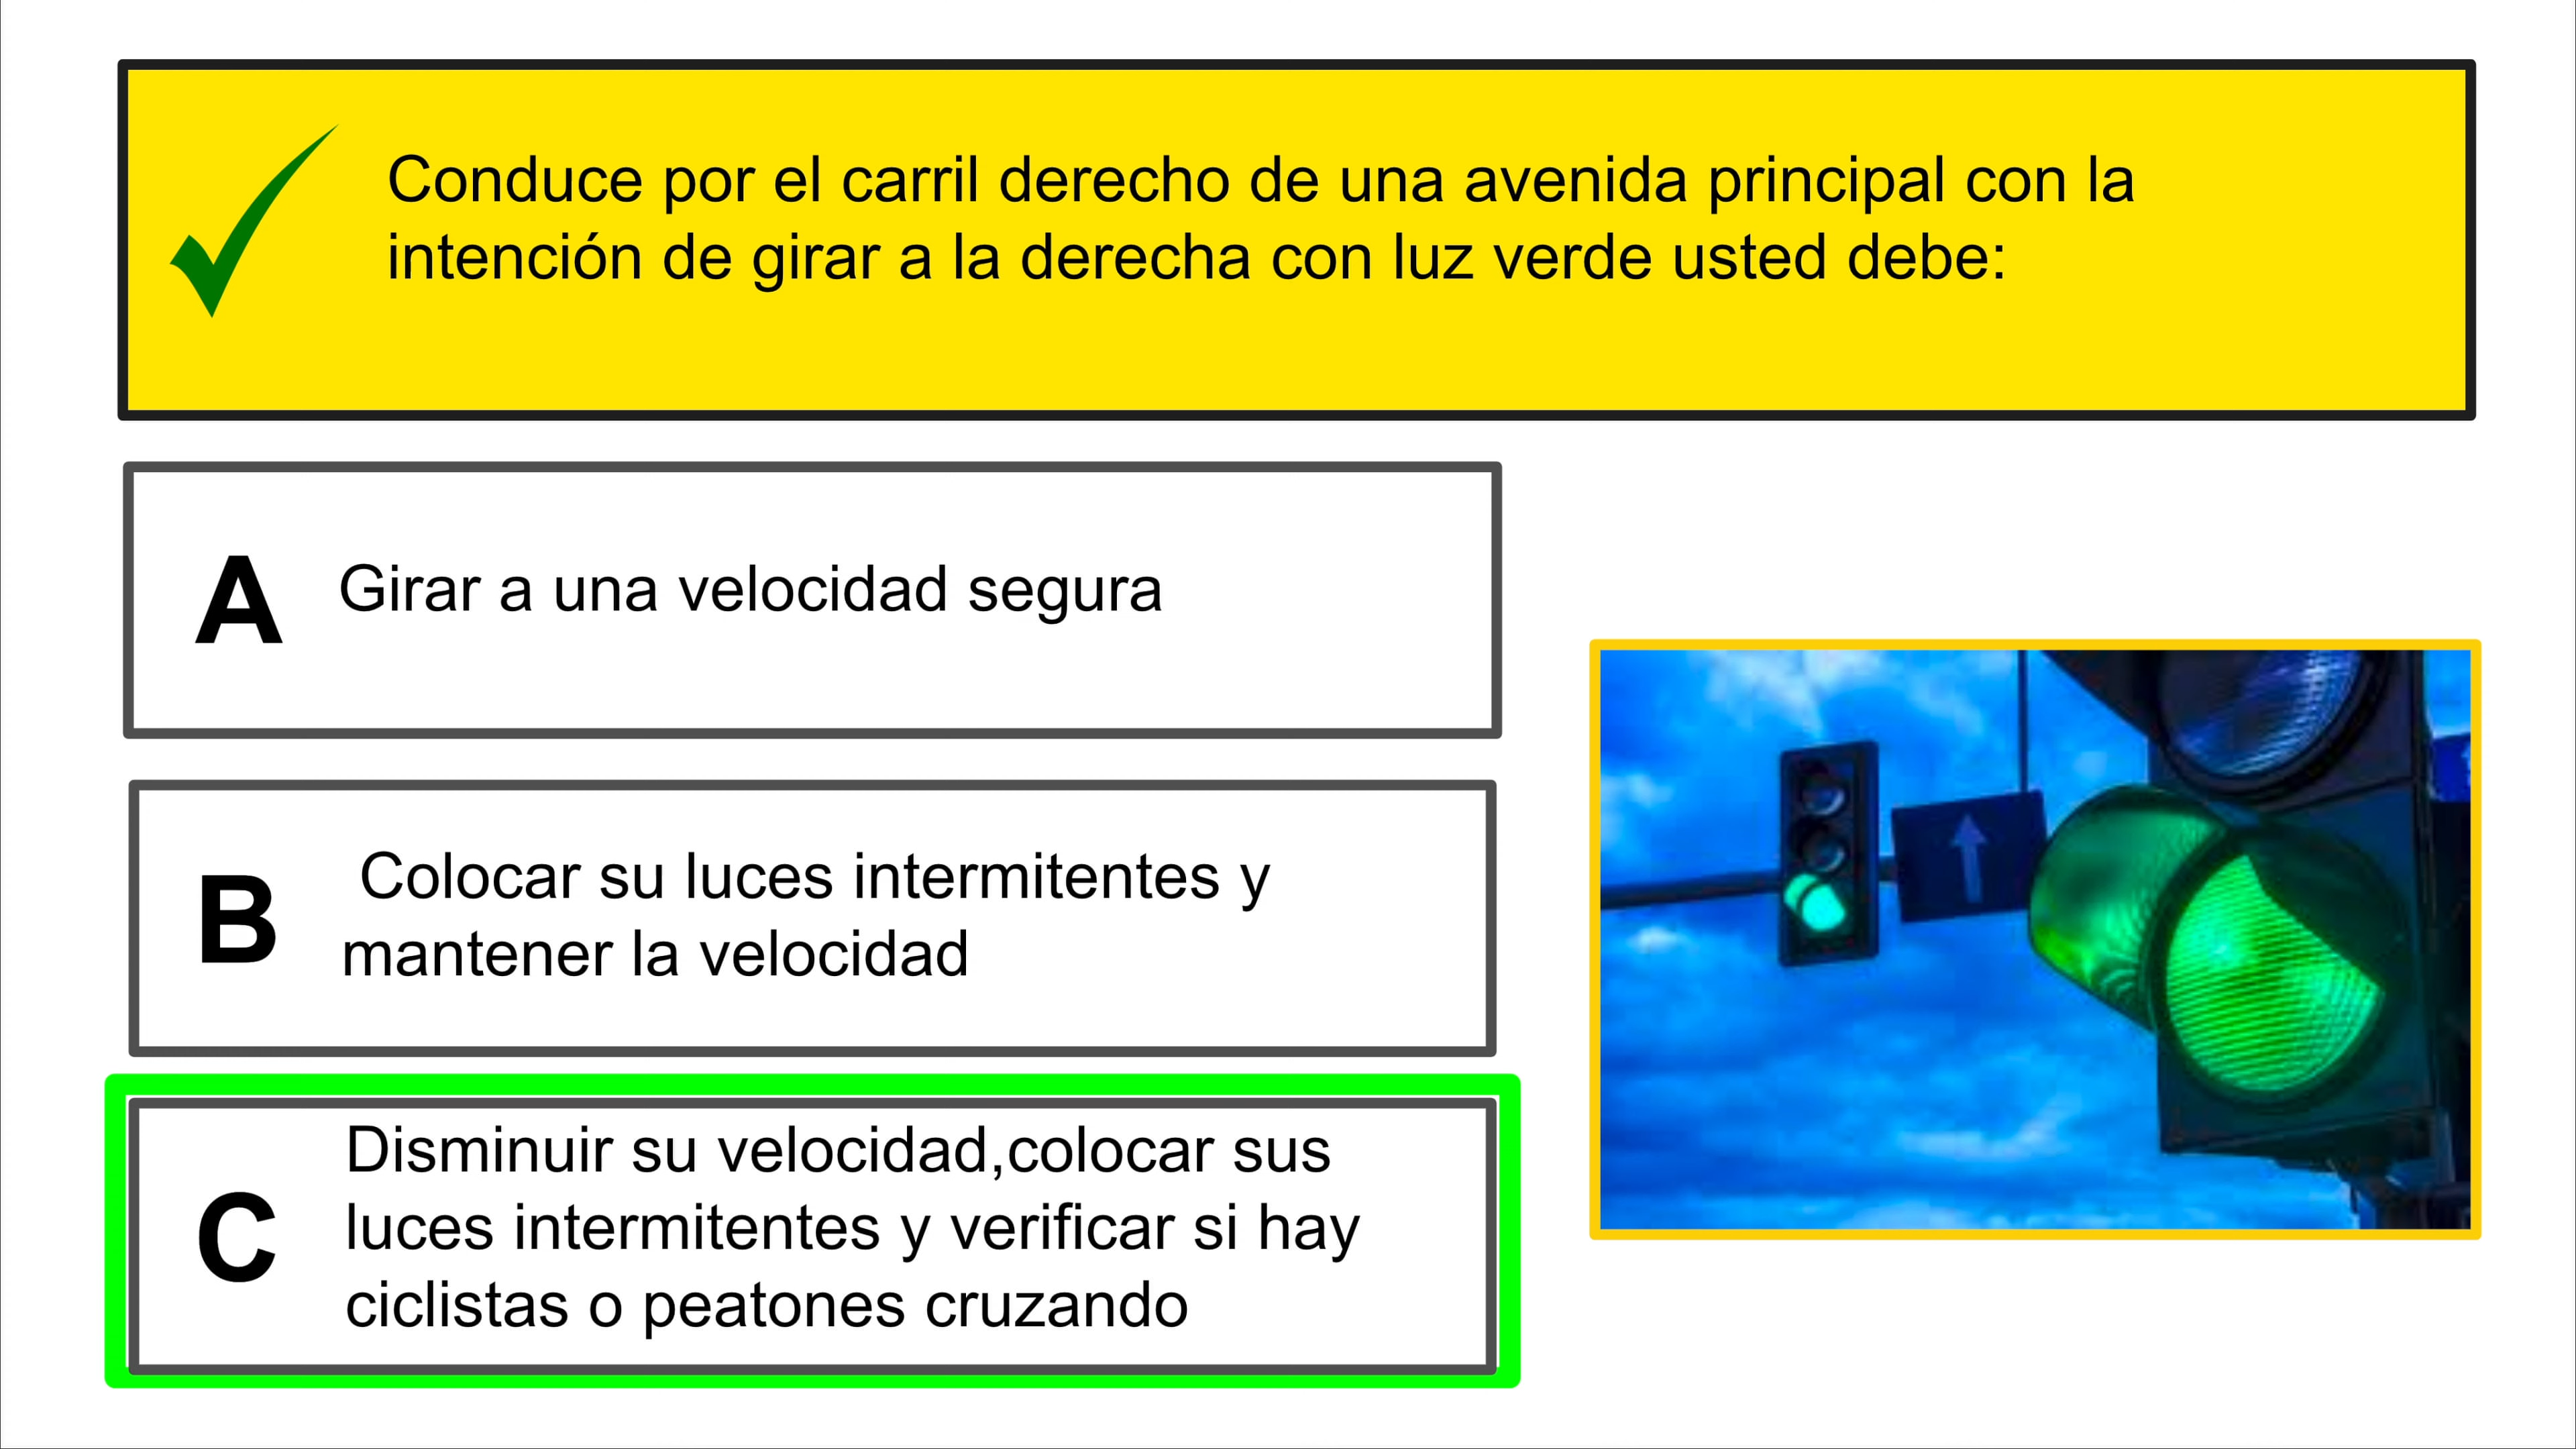 Conduce por el carril derecho de una avenida principal con la
intención de girar a la derecha con luz verde usted debe:
A Girar a una velocidad segura
B Colocar su luces intermitentes y
mantener la velocidad
C Disminuir su velocidad,colocar sus
luces intermitentes y verificar si hay
ciclistas o peatones cruzando